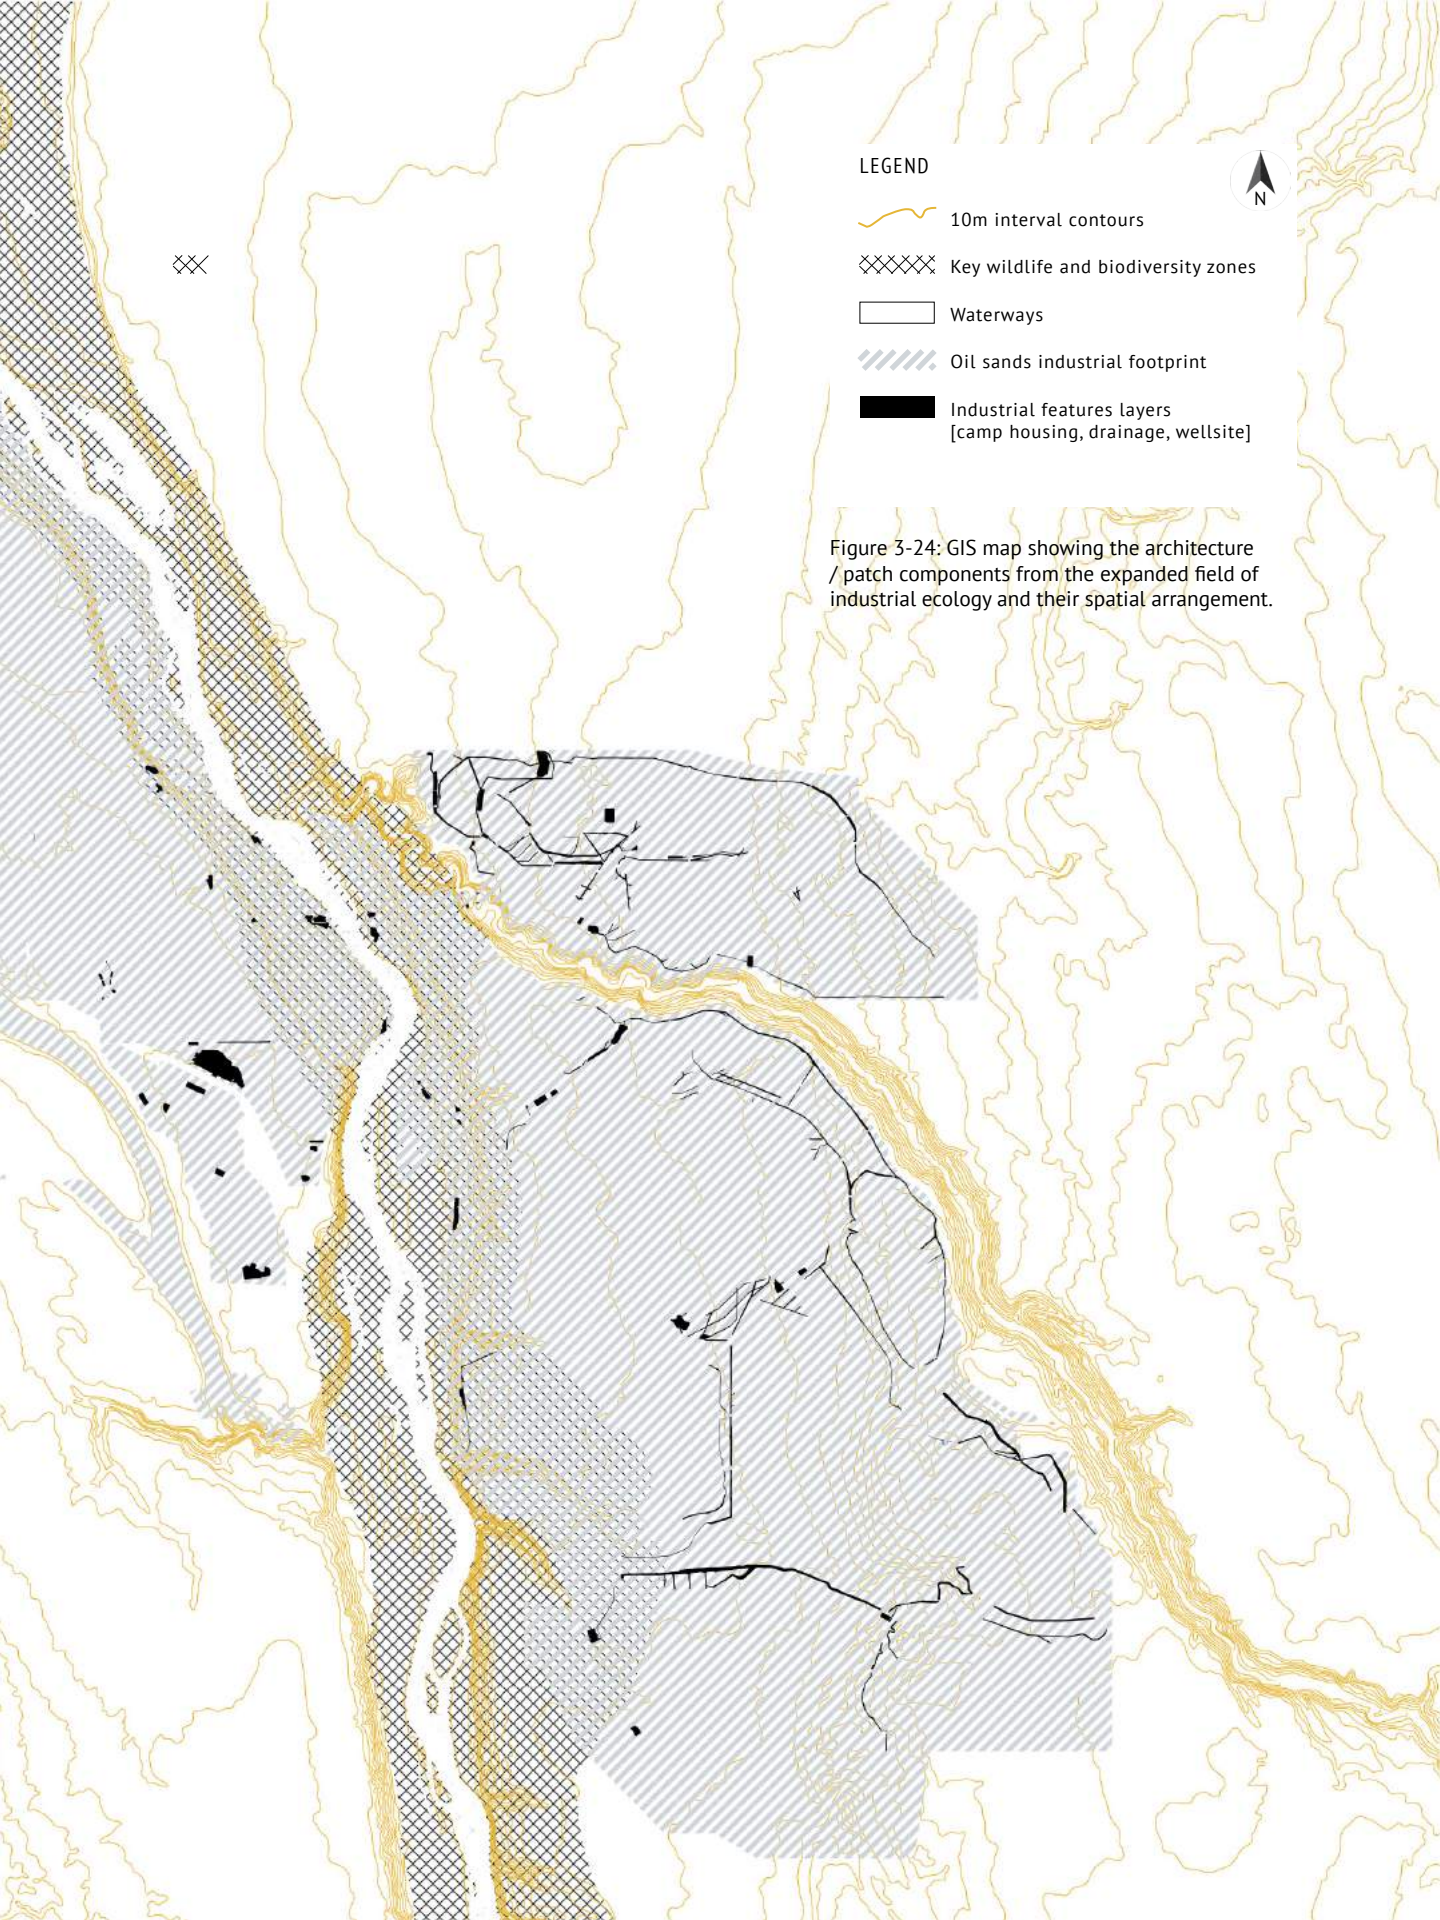 LEGEND
N
10m interval contours
Key wildlife and biodiversity zones
Waterways
Oil sands industrial footprint
Industrial features layers
[camp housing, drainage, wellsite]
Figure 3-24: GIS map showing the architecture
/ patch components from the expanded field of
industrial ecology and their spatial arrangement.